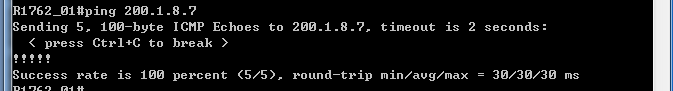 R1762_01#ping 200.1.8.7
Sending 5, 100-byte ICMP Echoes to 200.1.8.7, timeout is 2 seconds:
  < press Ctrl+C to break >
!!!!!
Success rate is 100 percent (5/5), round-trip min/avg/max = 30/30/30 ms
R1762_01#